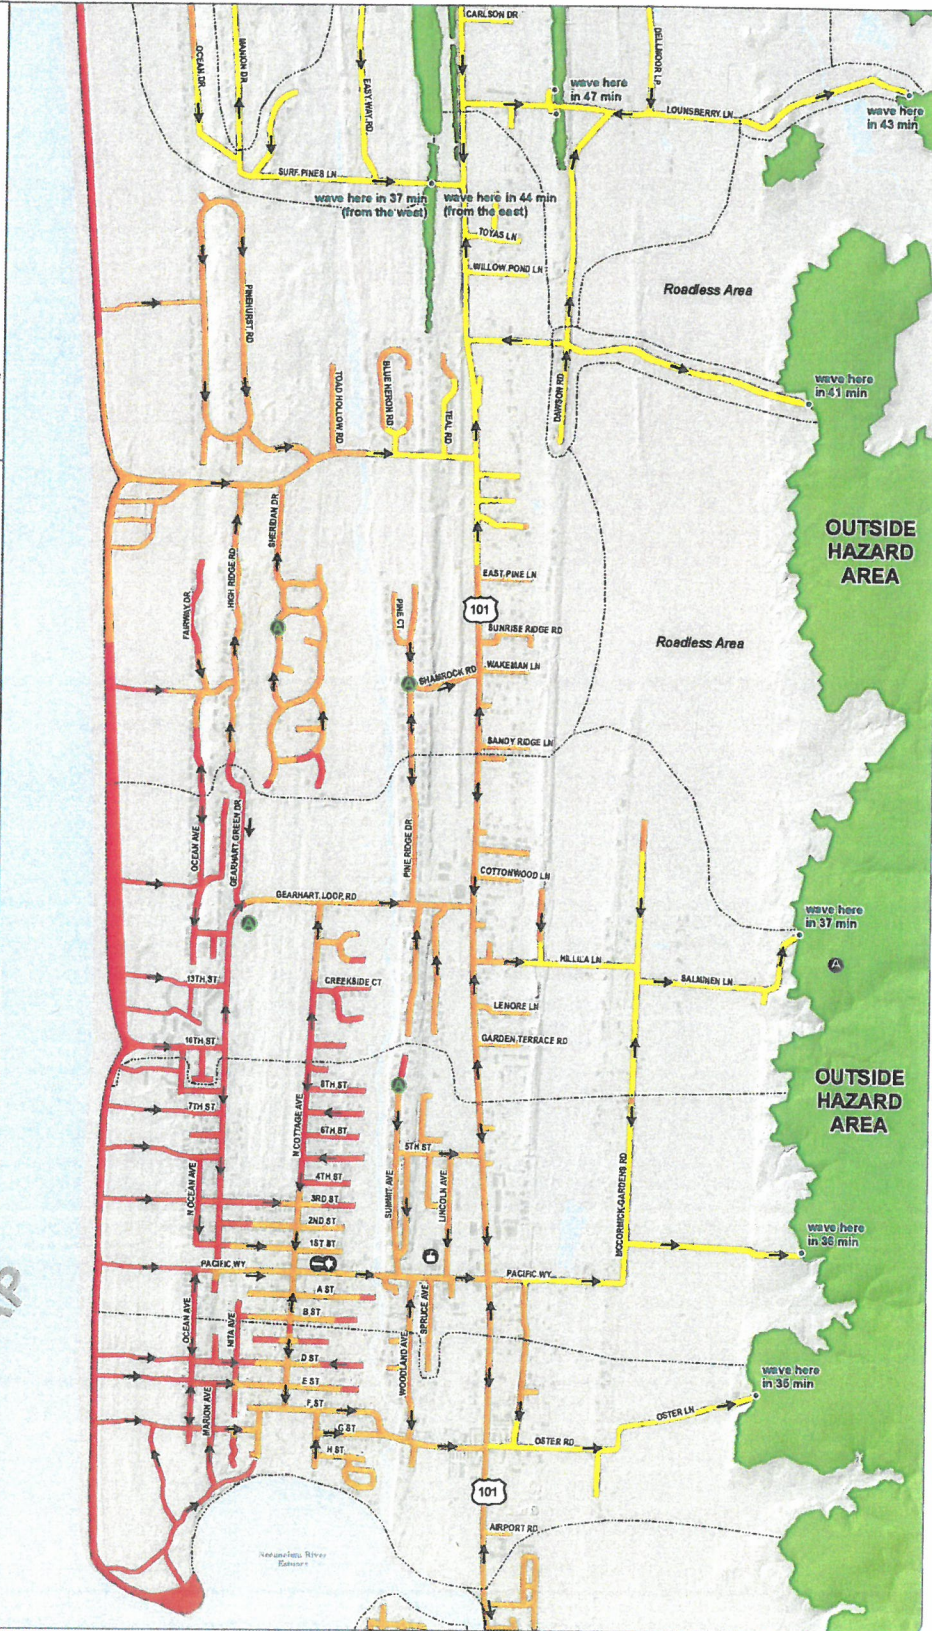 CARLSON DR
OCEAN DR
MANION DR
EASY WAY RD
DELLMOOR LP
wave here
in 47 min
LOUNSBERRY LN
wave here
in 43 min
SURF PINES LN
wave here in 37 min
(from the west)
wave here in 44 min
(from the east)
TOYAS LN
WILLOW POND LN
PINEHURST RD
Roadless Area
TOAD HOLLOW RD
BLUE HERON RD
TEAL RD
DAWSON RD
wave here
in 41 min
SHERIDAN DR
OUTSIDE
HAZARD
AREA
HIGH RIDGE RD
FAIRWAY DR
EAST PINE LN
101
PINE CT
SUNRISE RIDGE RD
A
WAKEMAN LN
Roadless Area
SHAMROCK RD
A
SANDY RIDGE LN
OCEAN AVE
GEARHART GREEN DR
PINE RIDGE DR
COTTONWOOD LN
GEARHART LOOP RD
wave here
in 37 min
A
HILLILA LN
A
13TH ST
CREEKSIDE CT
SALMINEN LN
LENORE LN
GARDEN TERRACE RD
10TH ST
8TH ST
A
OUTSIDE
HAZARD
AREA
7TH ST
N COTTAGE AVE
6TH ST
5TH ST
4TH ST
N OCEAN AVE
SUMMIT AVE
LINCOLN AVE
MCCORMICK GARDENS RD
3RD ST
2ND ST
1ST ST
wave here
in 36 min
PACIFIC WY
PACIFIC WY
A ST
B ST
OCEAN AVE
NITA AVE
SPRUCE AVE
WOODLAND AVE
D ST
E ST
wave here
in 35 min
MARION AVE
F ST
G ST
OSTER LN
H ST
OSTER RD
101
AIRPORT RD
Necanicum River
Estuary